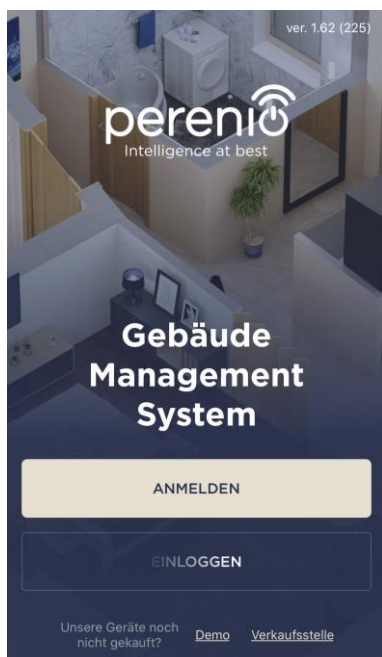 ver. 1.62 (225)
perenio
Intelligence at best
Gebäude
Management
System
ANMELDEN
EINLOGGEN
Unsere Geräte noch
nicht gekauft?
Demo
Verkaufsstelle